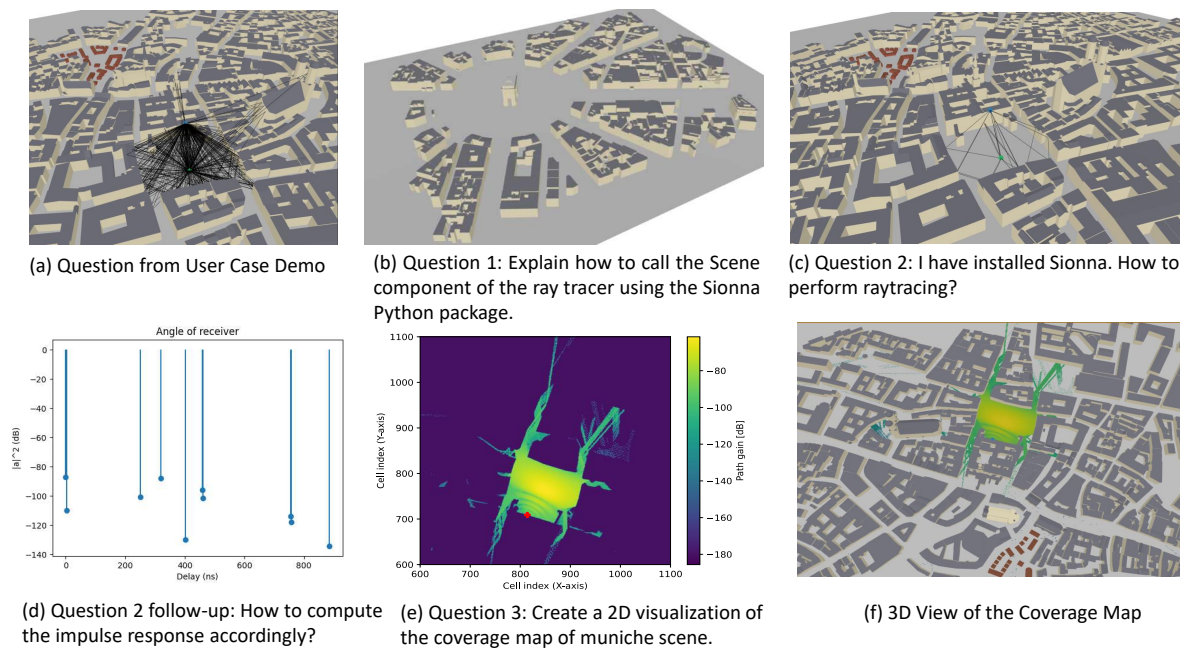 (a) Question from User Case Demo
(b) Question 1: Explain how to call the Scene
component of the ray tracer using the Sionna
Python package.
(c) Question 2: I have installed Sionna. How to
perform raytracing?
Angle of receiver
0
−20
−40
−60
−80
−100
−120
−140
|a|^2 (dB)
0
200
400
600
800
Delay (ns)
1100
1000
900
800
700
600
Cell index (Y-axis)
600
700
800
900
1000
1100
Cell index (X-axis)
−80
−100
−120
−140
−160
−180
Path gain [dB]
(d) Question 2 follow-up: How to compute
the impulse response accordingly?
(e) Question 3: Create a 2D visualization of
the coverage map of muniche scene.
(f) 3D View of the Coverage Map